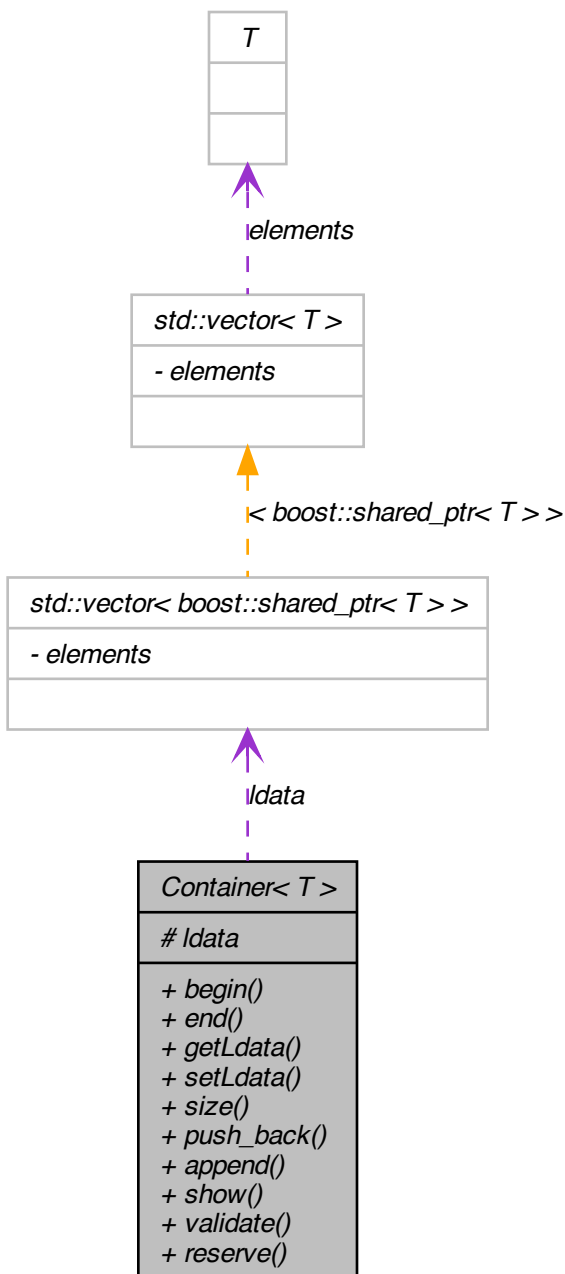 T
elements
std::vector< T >
- elements
< boost::shared_ptr< T > >
std::vector< boost::shared_ptr< T > >
- elements
ldata
Container< T >
# ldata
+ begin()
+ end()
+ getLdata()
+ setLdata()
+ size()
+ push_back()
+ append()
+ show()
+ validate()
+ reserve()